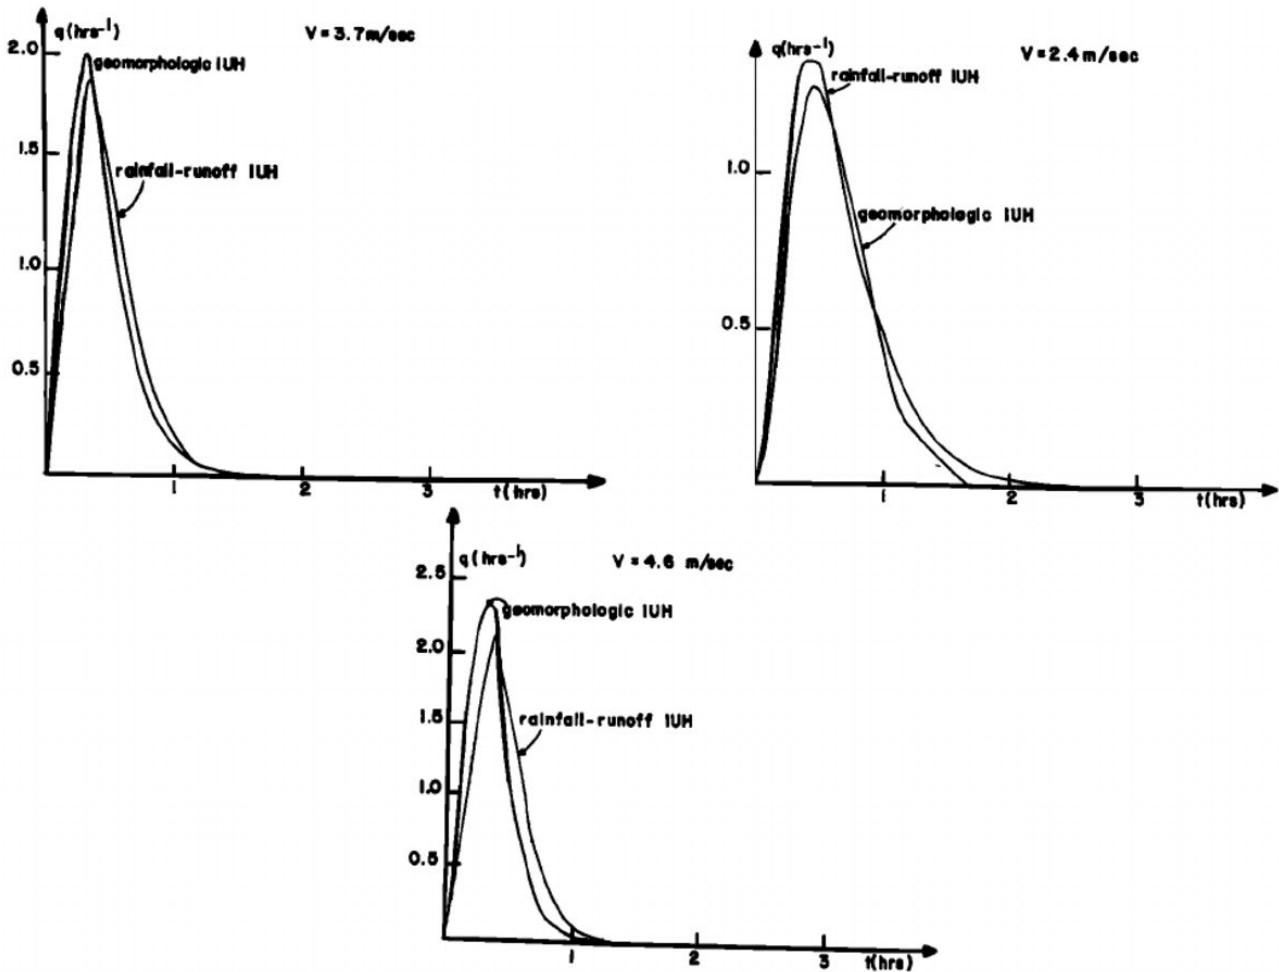 q(hrs-1)
V = 3.7m/sec
2.0
geomorphologic IUH
1.5
rainfall-runoff IUH
1.0
0.5
1
2
3
t(hrs)
q(hrs-1)
V = 2.4 m/sec
rainfall-runoff IUH
1.0
geomorphologic IUH
0.5
1
2
3
t(hrs)
q(hrs-1)
V = 4.6 m/sec
2.5
geomorphologic IUH
2.0
1.5
rainfall-runoff IUH
1.0
0.5
1
2
3
t(hrs)